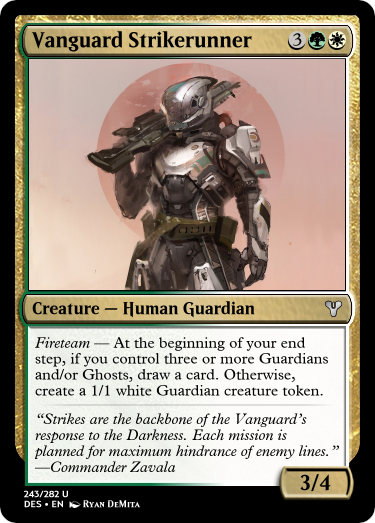 Vanguard Strikerunner 3
Creature — Human Guardian
Fireteam — At the beginning of your end
step, if you control three or more Guardians
and/or Ghosts, draw a card. Otherwise,
create a 1/1 white Guardian creature token.
“Strikes are the backbone of the Vanguard’s
response to the Darkness. Each mission is
planned for maximum hindrance of enemy lines.”
—Commander Zavala
3/4
243/282 U
DES • EN Ryan DeMita